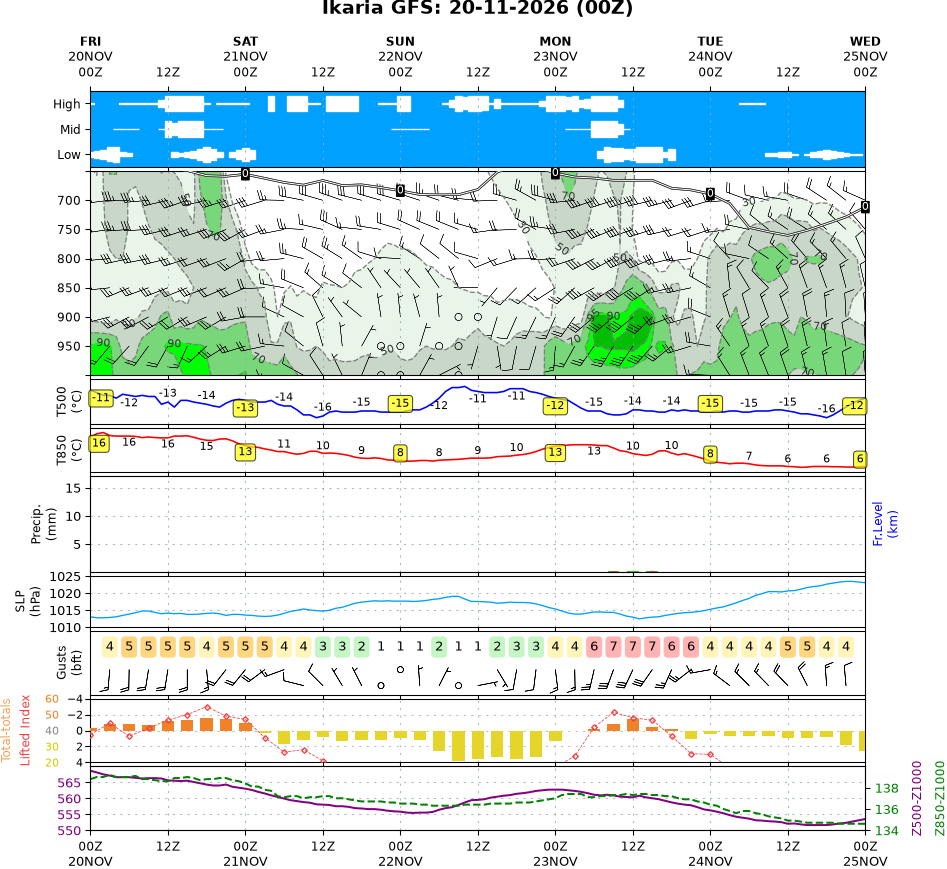 Ikaria GFS: 20-11-2026 (00Z)
FRI SAT SUN MON TUE WED
20NOV 21NOV 22NOV 23NOV 24NOV 25NOV
00Z 12Z 00Z 12Z 00Z 12Z 00Z 12Z 00Z 12Z 00Z
High
Mid
Low
0 0 0 0 0
700
750
800
850
900
950
30 70 50 50 30 70 90 90 90 70 70
T500 (°C)
-11 -12 -13 -14 -13 -14 -16 -15 -15 -12 -11 -11 -12 -15 -14 -14 -15 -15 -15 -16 -12
T850 (°C)
16 16 16 15 13 11 10 9 8 8 9 10 13 13 10 10 8 7 6 6 6
Precip. (mm)
15
10
5
Fr.Level (km)
SLP (hPa)
1025
1020
1015
1010
Gusts (bft)
4 5 5 5 5 4 5 5 5 4 4 3 3 2 1 1 1 2 1 1 2 3 3 4 4 6 7 7 7 6 6 4 4 4 4 5 5 4 4
Total-totals
Lifted Index
60 −4
50 −2
40 0
30 2
20 4
565
560
555
550
138
136
134
Z500-Z1000
Z850-Z1000
00Z 12Z 00Z 12Z 00Z 12Z 00Z 12Z 00Z 12Z 00Z
20NOV 21NOV 22NOV 23NOV 24NOV 25NOV